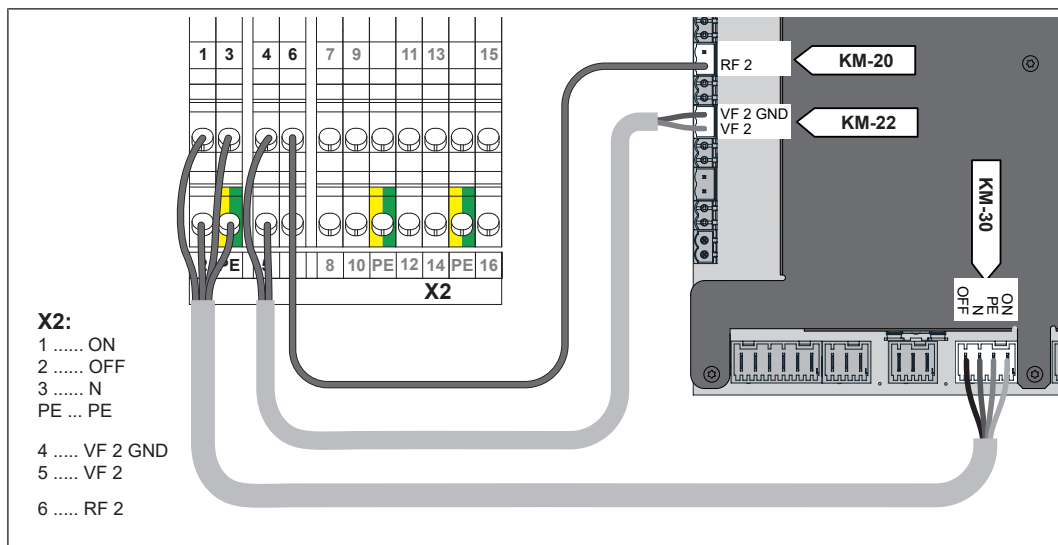 1 3 4 6 7 9 11 13 15
RF 2
KM-20
VF 2 GND
VF 2
KM-22
KM-30
ON
PE
N
OFF
PE 8 10 PE 12 14 PE 16
X2
X2:
1 ...... ON
2 ...... OFF
3 ...... N
PE ... PE
4 ..... VF 2 GND
5 ..... VF 2
6 ..... RF 2